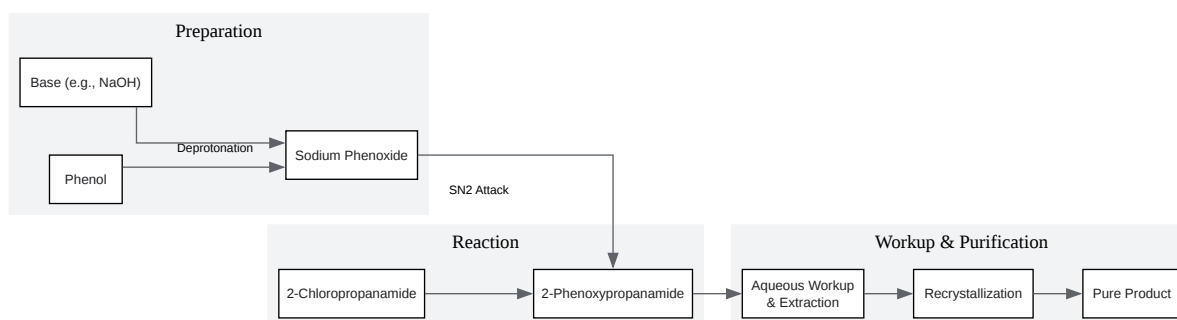 Preparation
Base (e.g., NaOH)
Deprotonation
Sodium Phenoxide
Phenol
SN2 Attack
Reaction
2-Chloropropanamide
2-Phenoxypropanamide
Workup & Purification
Aqueous Workup
& Extraction
Recrystallization
Pure Product